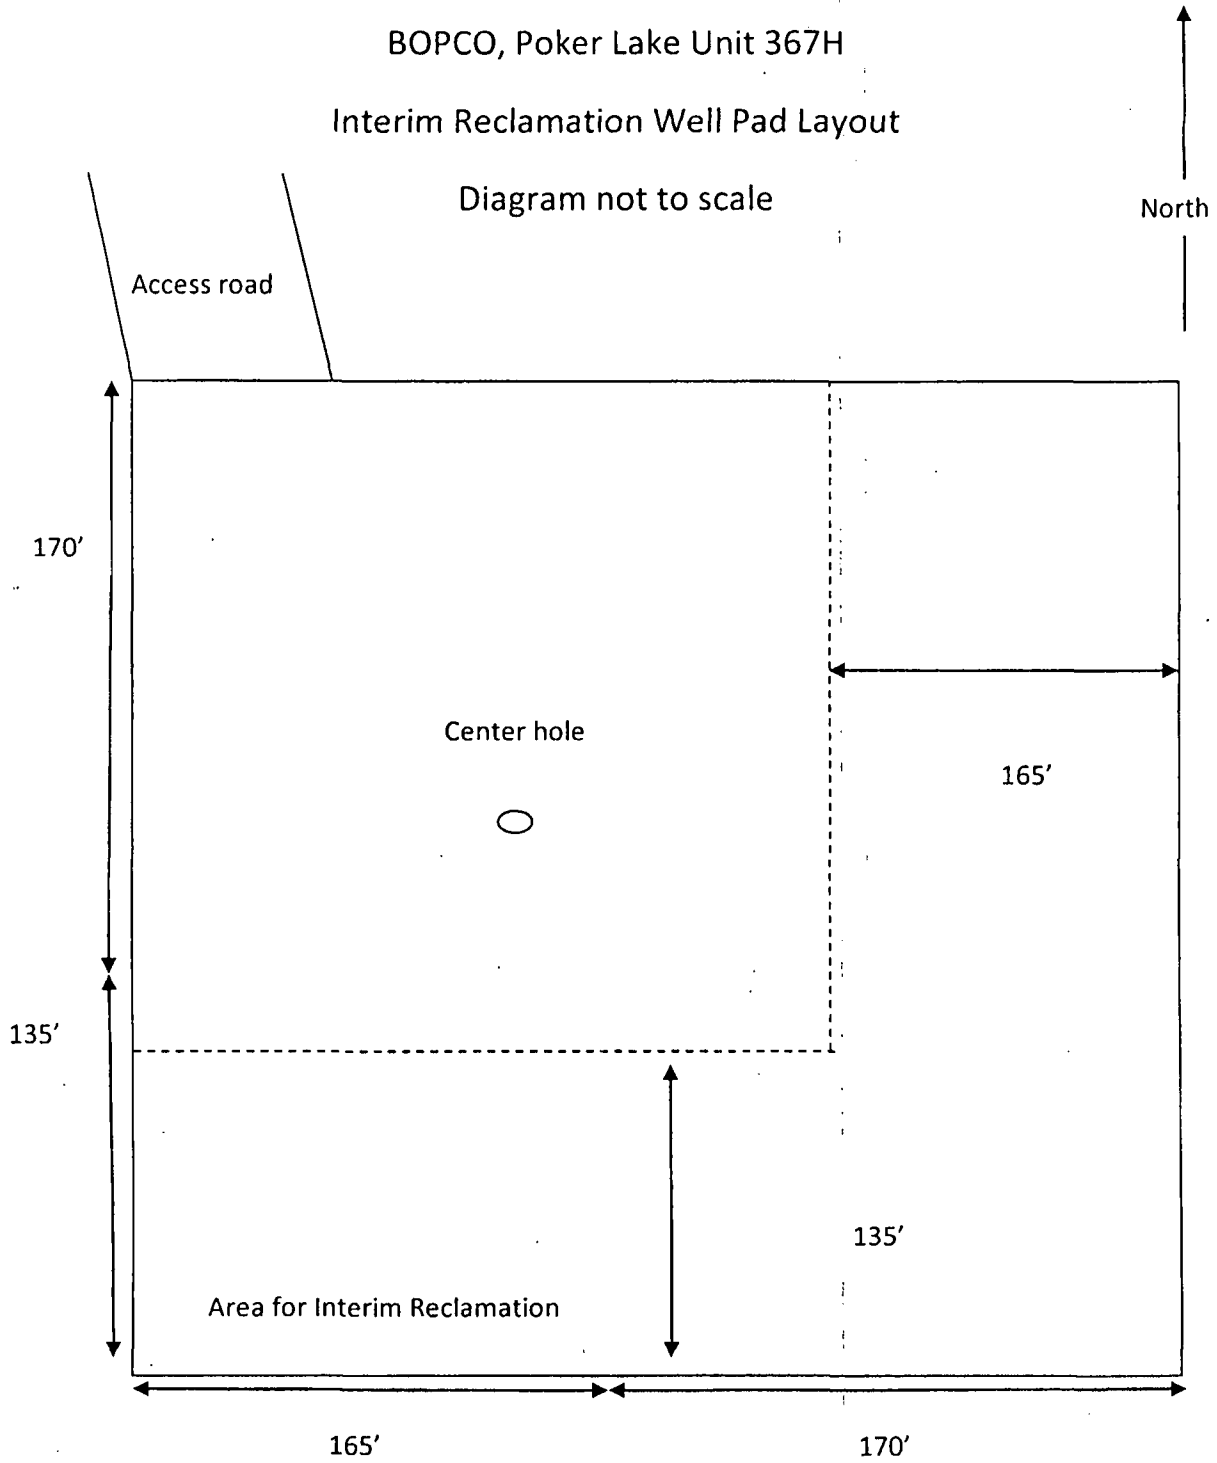 BOPCO, Poker Lake Unit 367H
Interim Reclamation Well Pad Layout
Diagram not to scale
North
Access road
170'
Center hole
165'
135'
135'
Area for Interim Reclamation
165'
170'